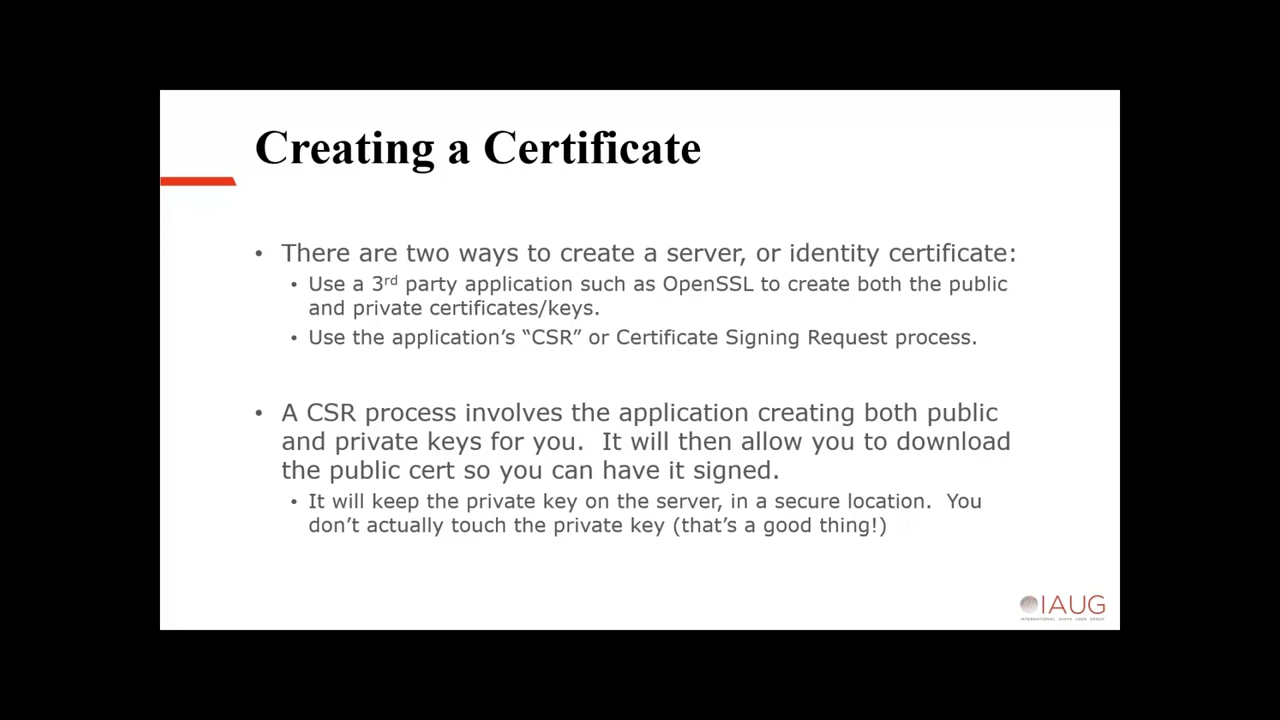 Creating a Certificate
• There are two ways to create a server, or identity certificate:
• Use a 3rd party application such as OpenSSL to create both the public
and private certificates/keys.
• Use the application’s “CSR” or Certificate Signing Request process.
• A CSR process involves the application creating both public
and private keys for you.  It will then allow you to download
the public cert so you can have it signed.
• It will keep the private key on the server, in a secure location.  You
don’t actually touch the private key (that’s a good thing!)
IAUG
INTERNATIONAL AVAYA USER GROUP